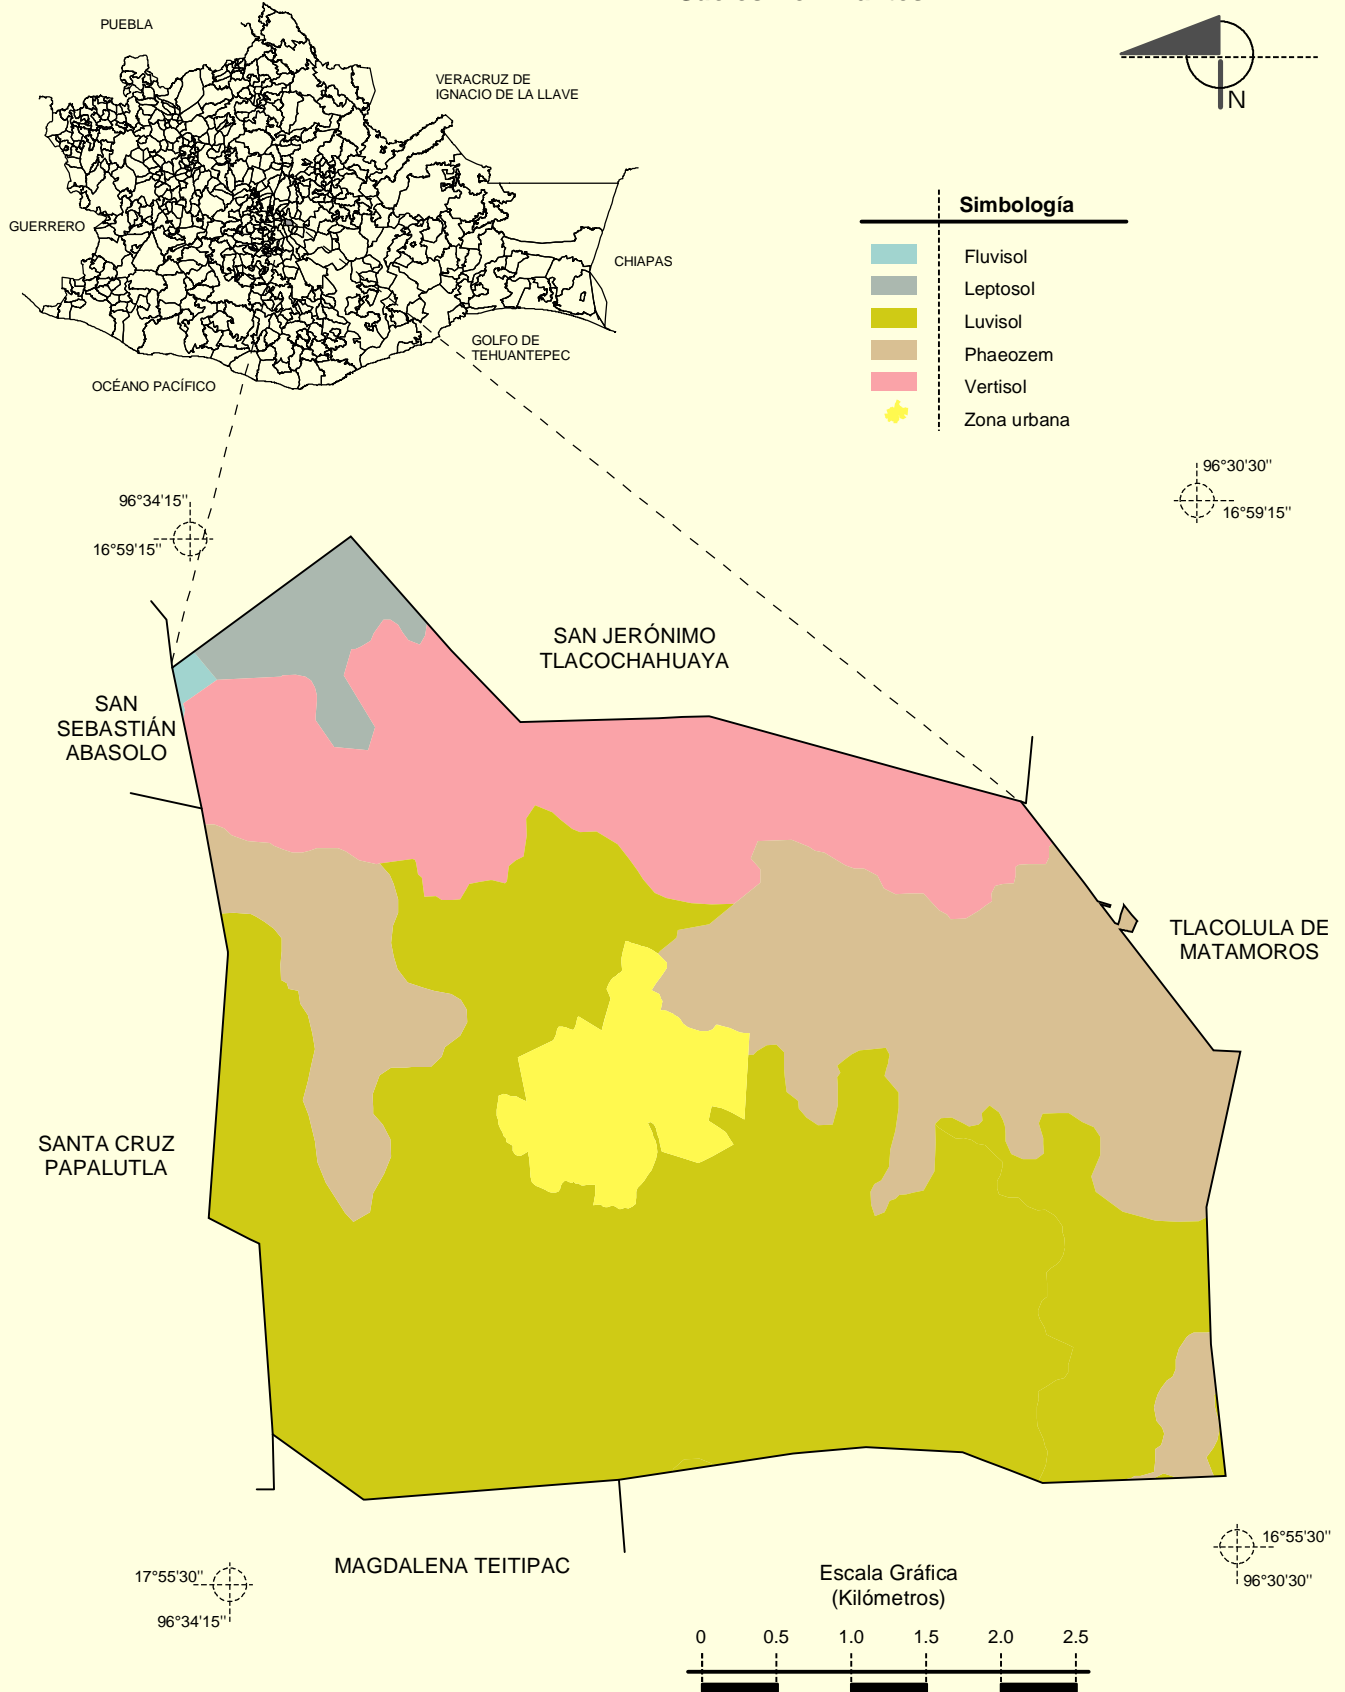 PUEBLA
VERACRUZ DE
IGNACIO DE LA LLAVE
N
GUERRERO
CHIAPAS
GOLFO DE
TEHUANTEPEC
OCÉANO PACÍFICO
Simbología
Fluvisol
Leptosol
Luvisol
Phaeozem
Vertisol
Zona urbana
96°34'15"
16°59'15"
96°30'30"
16°59'15"
SAN JERÓNIMO
TLACOCHAHUAYA
SAN
SEBASTIÁN
ABASOLO
TLACOLULA DE
MATAMOROS
SANTA CRUZ
PAPALUTLA
MAGDALENA TEITIPAC
17°55'30"
96°34'15"
16°55'30"
96°30'30"
Escala Gráfica
(Kilómetros)
0 0.5 1.0 1.5 2.0 2.5